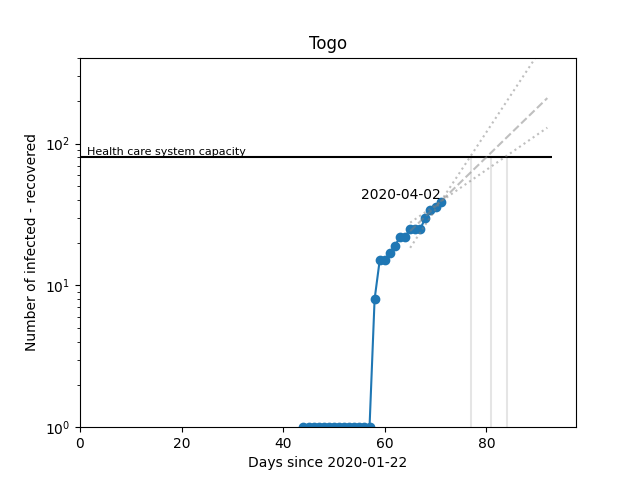 Togo
Number of infected - recovered
10²
Health care system capacity
2020-04-02
10¹
10⁰
0 20 40 60 80
Days since 2020-01-22